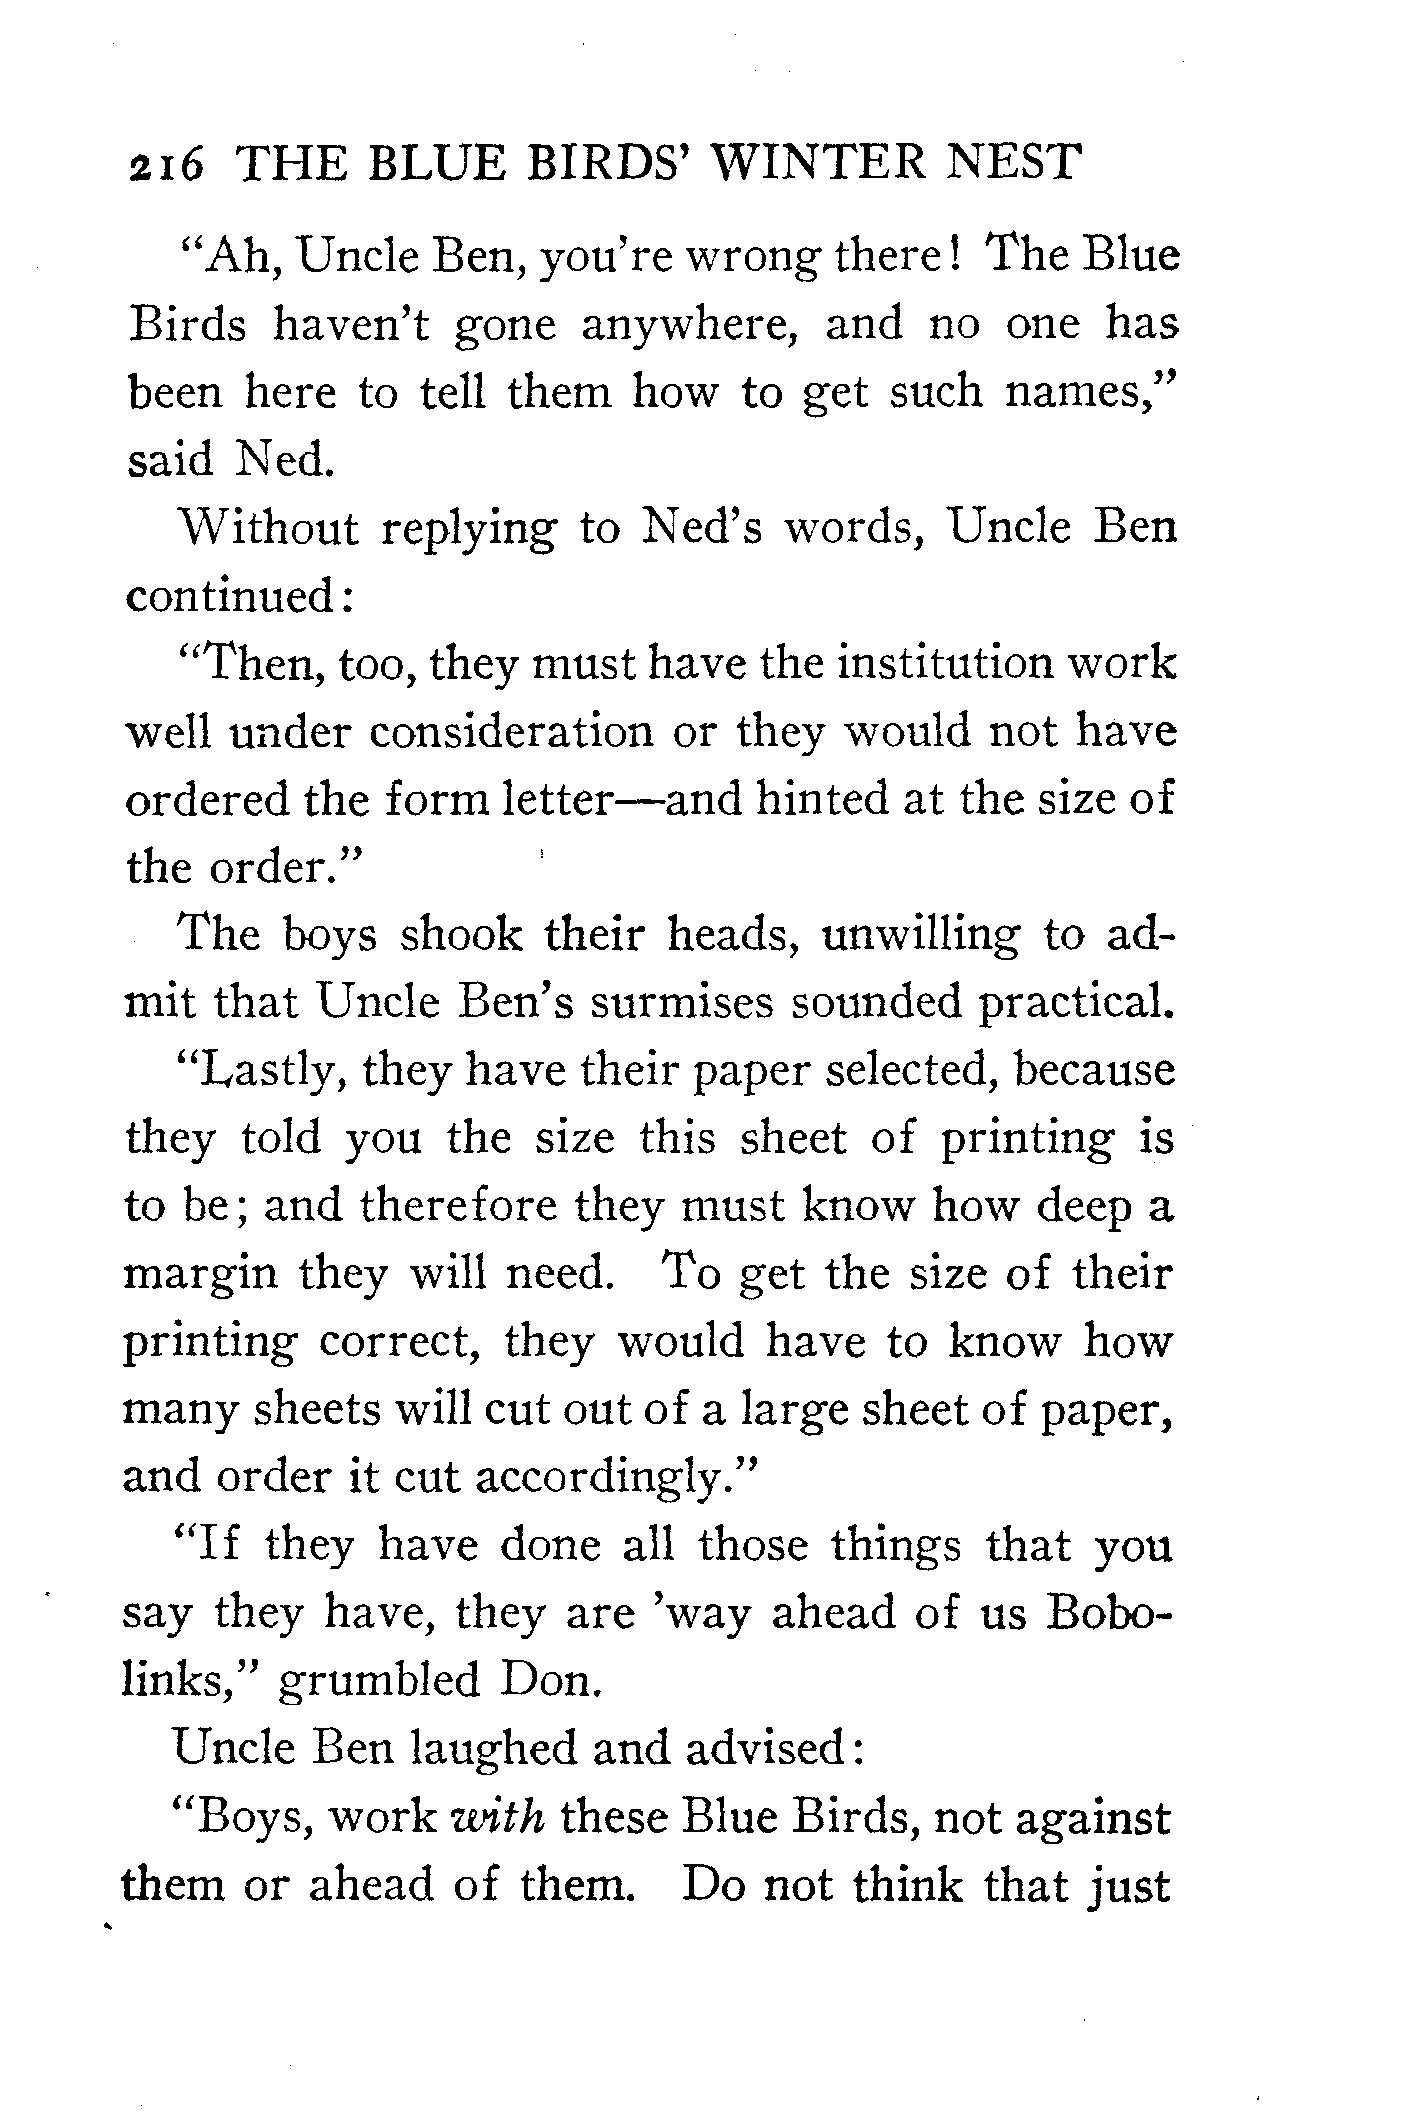 216 THE BLUE BIRDS' WINTER NEST
"Ah, Uncle Ben, you're wrong there! The Blue
Birds haven't gone anywhere, and no one has
been here to tell them how to get such names,"
said Ned.
Without replying to Ned's words, Uncle Ben
continued:
"Then, too, they must have the institution work
well under consideration or they would not have
ordered the form letter—and hinted at the size of
the order."
The boys shook their heads, unwilling to ad-
mit that Uncle Ben's surmises sounded practical.
"Lastly, they have their paper selected, because
they told you the size this sheet of printing is
to be; and therefore they must know how deep a
margin they will need. To get the size of their
printing correct, they would have to know how
many sheets will cut out of a large sheet of paper,
and order it cut accordingly."
"If they have done all those things that you
say they have, they are 'way ahead of us Bobo-
links," grumbled Don.
Uncle Ben laughed and advised:
"Boys, work with these Blue Birds, not against
them or ahead of them. Do not think that just